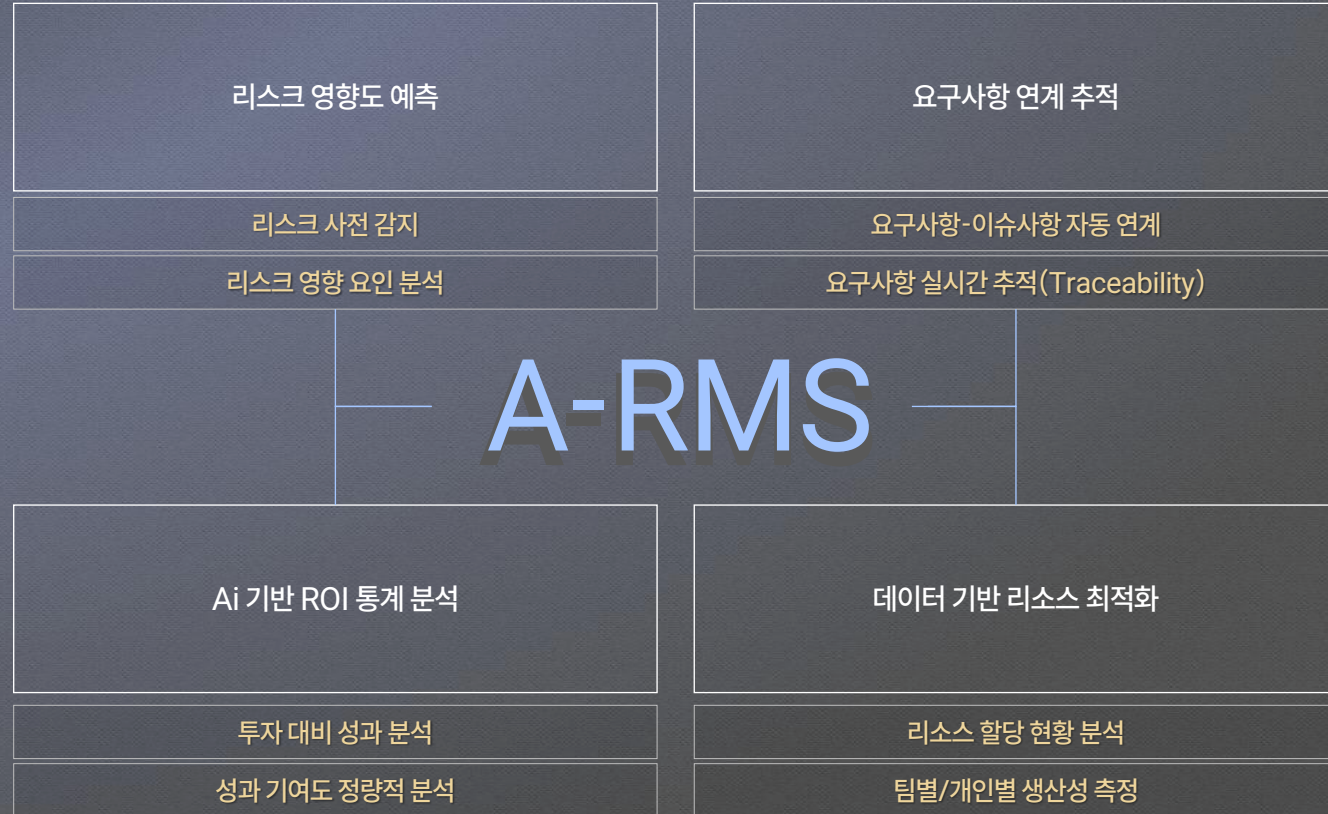 리스크 영향도 예측
리스크 사전 감지
리스크 영향 요인 분석
요구사항 연계 추적
요구사항-이슈사항 자동 연계
요구사항 실시간 추적(Traceability)
A-RMS
Ai 기반 ROI 통계 분석
투자 대비 성과 분석
성과 기여도 정량적 분석
데이터 기반 리소스 최적화
리소스 할당 현황 분석
팀별/개인별 생산성 측정